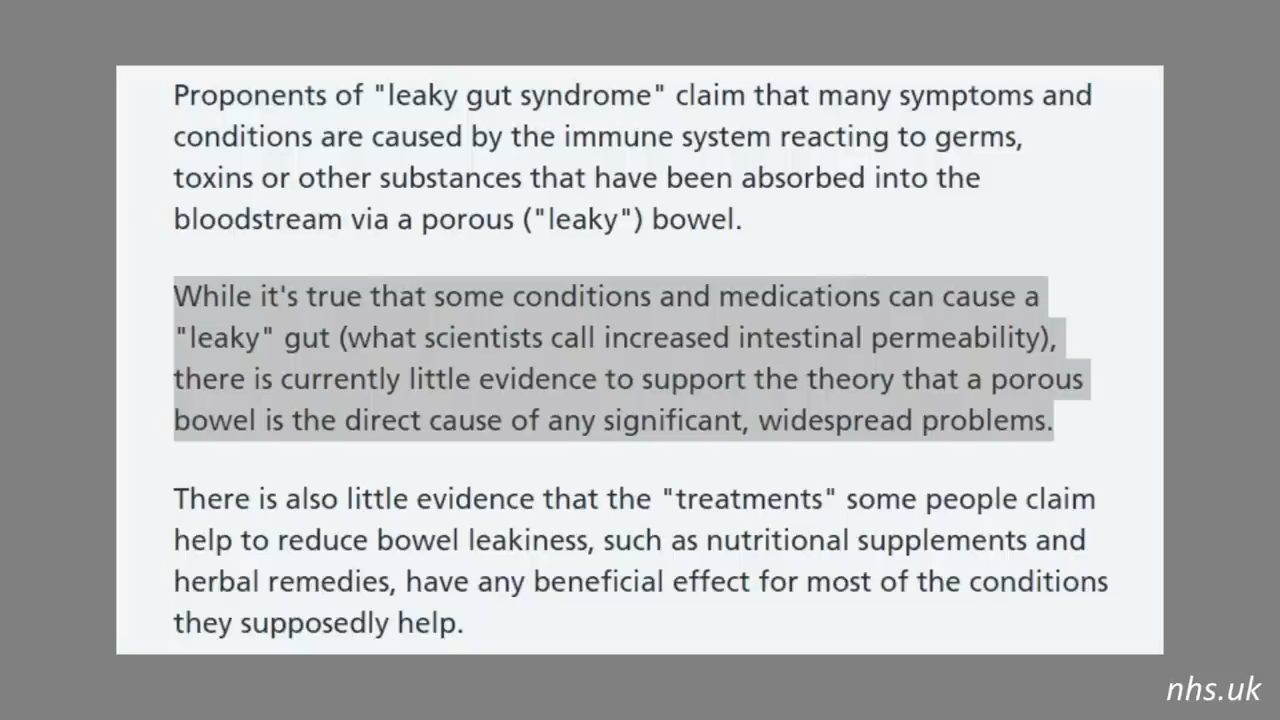 Proponents of "leaky gut syndrome" claim that many symptoms and
conditions are caused by the immune system reacting to germs,
toxins or other substances that have been absorbed into the
bloodstream via a porous ("leaky") bowel.
While it's true that some conditions and medications can cause a
"leaky" gut (what scientists call increased intestinal permeability),
there is currently little evidence to support the theory that a porous
bowel is the direct cause of any significant, widespread problems.
There is also little evidence that the "treatments" some people claim
help to reduce bowel leakiness, such as nutritional supplements and
herbal remedies, have any beneficial effect for most of the conditions
they supposedly help.
nhs.uk